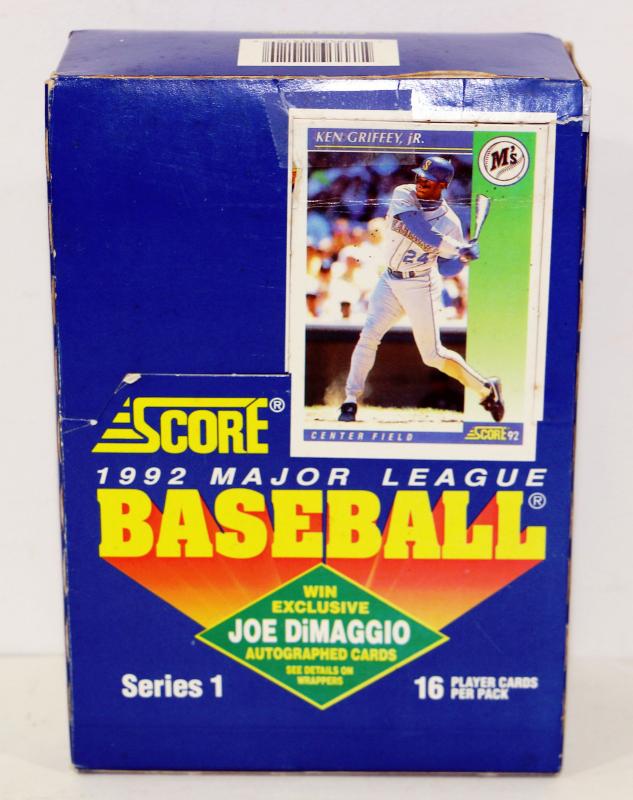 KEN GRIFFEY, JR.
M's
24
CENTER FIELD
SCORE 92
SCORE®
1992 MAJOR LEAGUE
BASEBALL®
WIN
EXCLUSIVE
JOE DiMAGGIO
AUTOGRAPHED CARDS
SEE DETAILS ON
WRAPPERS
Series 1
16 PLAYER CARDS
PER PACK